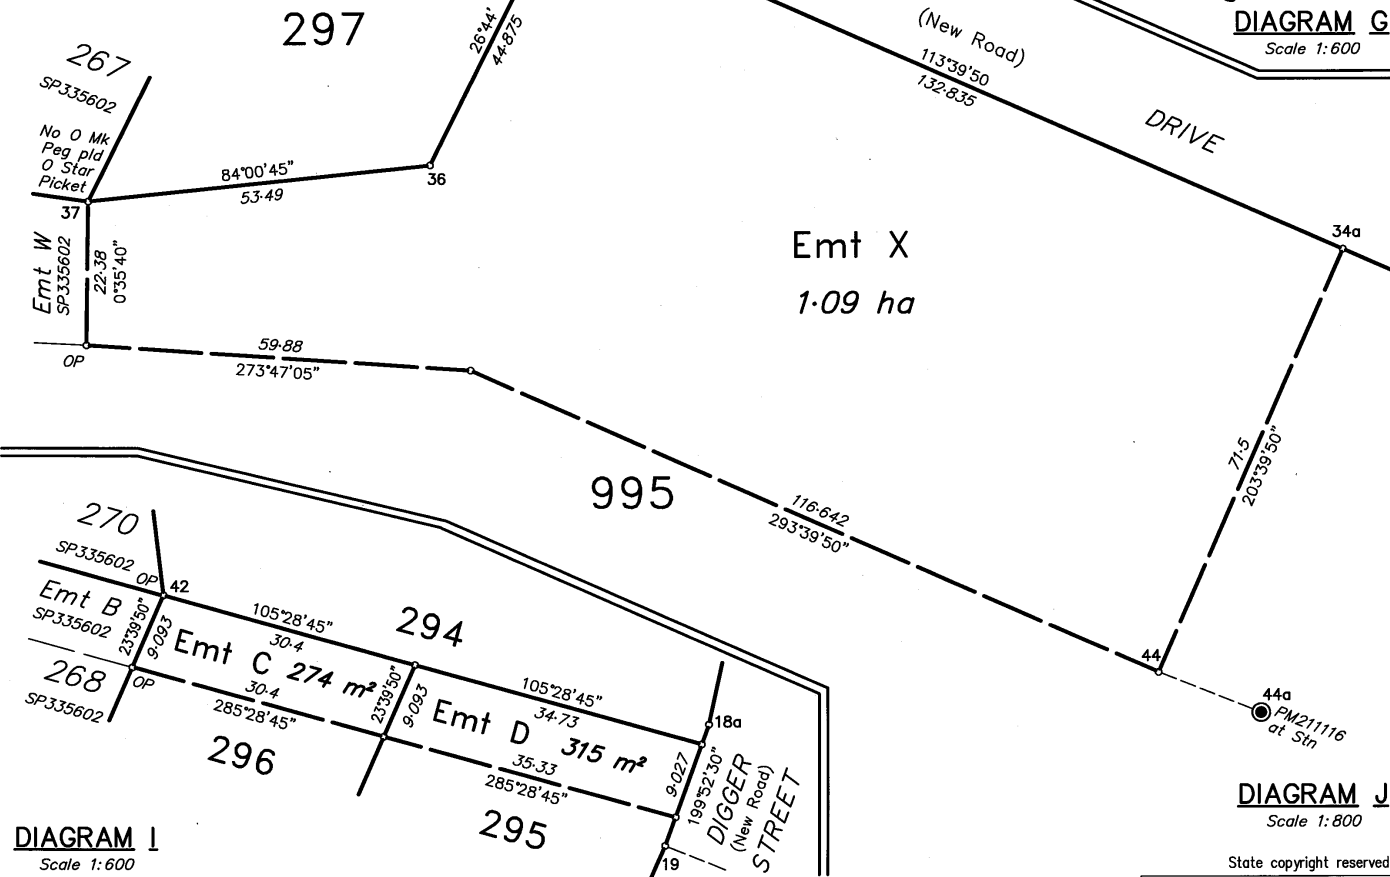 DIAGRAM G
Scale 1:600
297
26°44'
44·875
(New Road)
113°39'50
132·835
DRIVE
267
SP335602
No O Mk
Peg pld
O Star
Picket
84°00'45"
53·49
36
37
34a
Emt W
SP335602
22·38
0°35'40"
Emt X
1·09 ha
OP
59·88
273°47'05"
71·5
203°39'50"
995
116·642
293°39'50"
44
44a
PM211116
at Stn
270
SP335602
OP
42
Emt B
SP335602
23°39'50"
9·093
105°28'45"
30·4
294
Emt C 274 m²
268
SP335602
OP
30·4
285°28'45"
23°39'50"
9·093
105°28'45"
34·73
18a
Emt D 315 m²
296
35·33
285°28'45"
9·027
199°52'30"
DIGGER
(New Road)
STREET
295
19
DIAGRAM I
Scale 1:600
DIAGRAM J
Scale 1:800
State copyright reserved